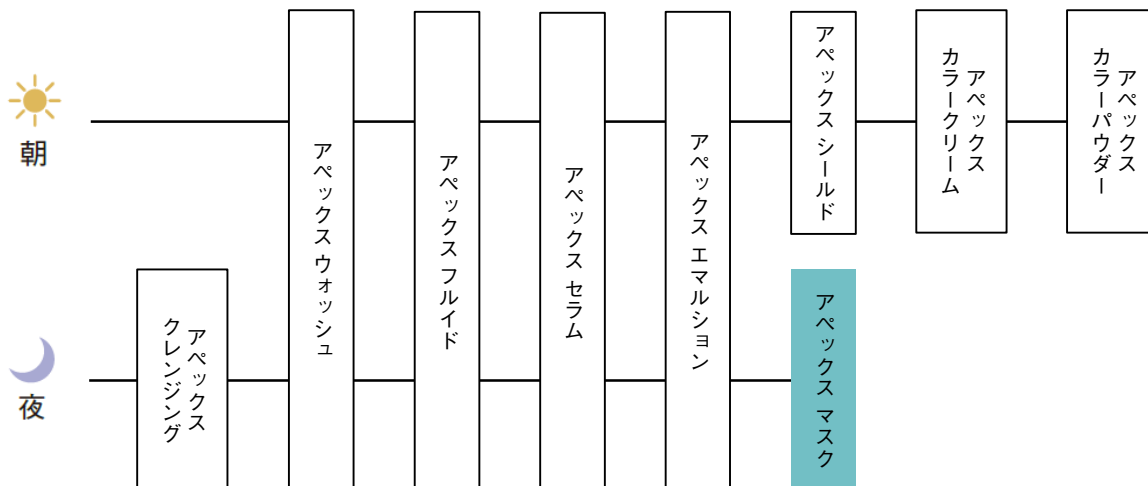 朝
夜
アペックス
クレンジング
アペックス ウォッシュ
アペックス フルイド
アペックス セラム
アペックス エマルション
アペックス シールド
アペックス マスク
アペックス
カラークリーム
アペックス
カラーパウダー